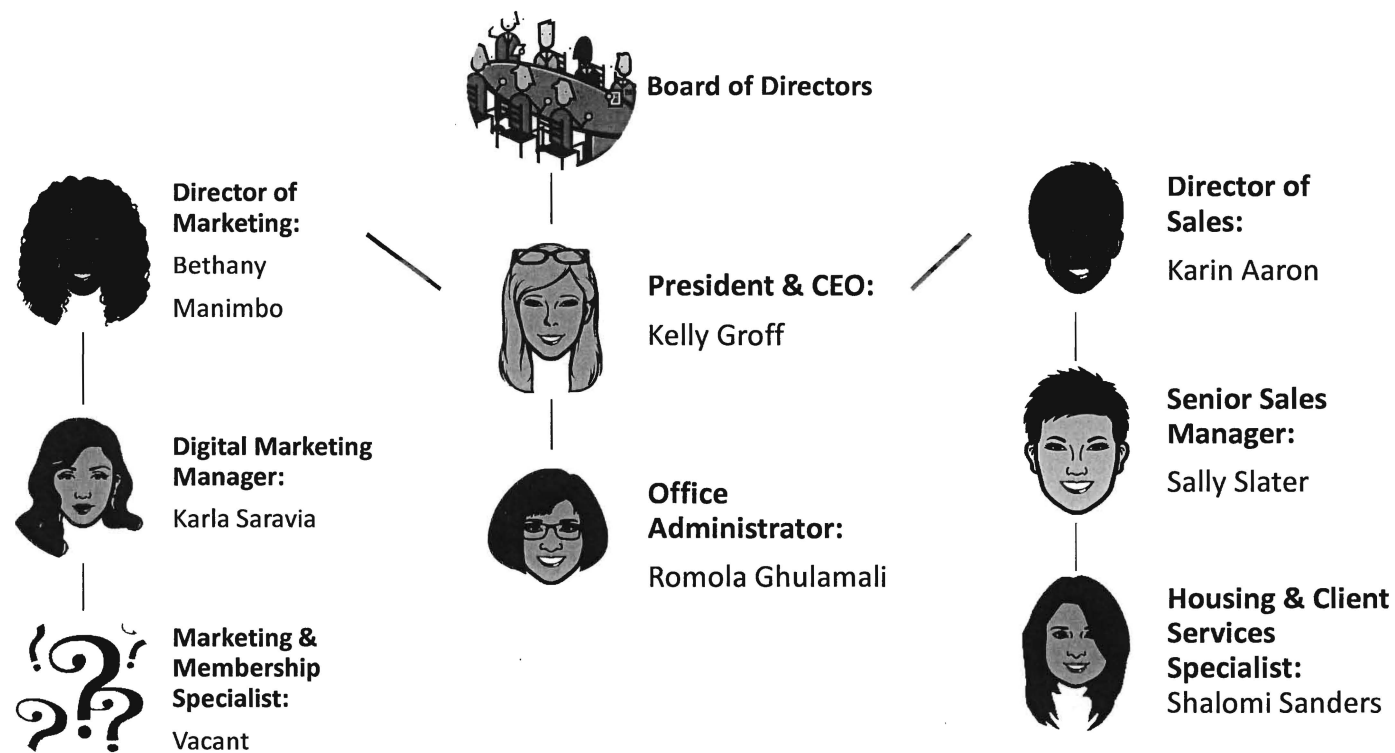 Board of Directors
Director of
Marketing:
Bethany
Manimbo
President & CEO:
Kelly Groff
Director of
Sales:
Karin Aaron
Digital Marketing
Manager:
Karla Saravia
Office
Administrator:
Romola Ghulamali
Senior Sales
Manager:
Sally Slater
Marketing &
Membership
Specialist:
Vacant
Housing & Client
Services
Specialist:
Shalomi Sanders